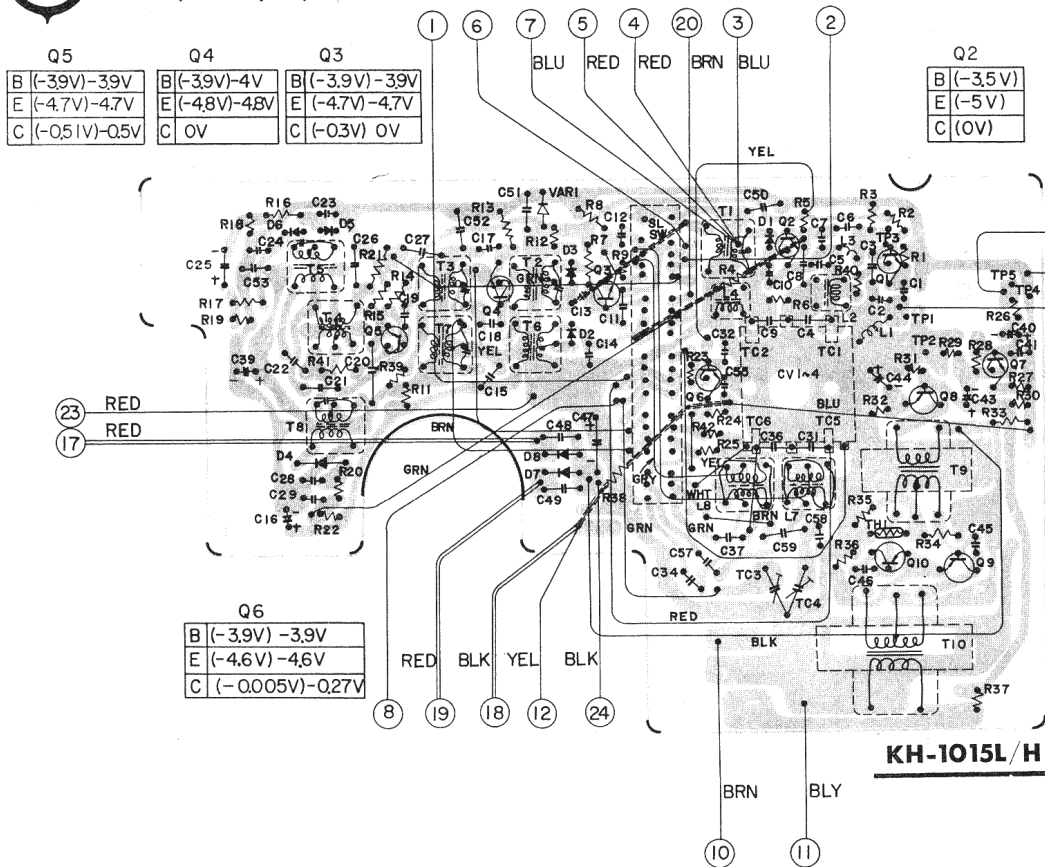 1 6 7 5 4 20 3 2
BLU RED RED BRN BLU
Q5
B (-3,9V)-3,9V
E (-4.7V)-4.7V
C (-0.51V)-0.5V
Q4
B (-3,9V)-4V
E (-4,8V)-4,8V
C 0V
Q3
B (-3.9V)-3,9V
E (-4.7V)-4.7V
C (-0.3V) 0V
Q2
B (-3,5V)
E (-5V)
C (0V)
YEL
R16 C23 C51 VAR1 C50 R3
R18 D6 D5 R13 R8 C12 SL T1 D1 Q2 R5 C7 C6 R2
C24 C26 C27 C52 C17 R12 D3 R7 SW L3 C3 TP3
C25 C53 T5 R21 R14 T3 T2 Q3 R9 R4 C8 C5 R40 R1 TP5
GRN TP4
R17 C19 C13 C10 R6 C2 C1
R19 R15 Q5 T7 Q4 C18 T6 C11 C9 C4 L2 L1 TP1 R26
YEL D2 C14 C32 TC2 TC1 TP2 R29 R28 C40
C39 C22 R41 C20 R39 R11 C15 R23 CV1~4 C44 R31 Q7 C41
C21 Q6 R32 Q8 C43 R27 R30
23 RED
17 RED
T8 BRN C48 C47 R24 BLU R33
R42 TC6 C36 C31 TC5
R25
D4 R20 GRN D8 GRY YEL T9
C28 D7 R38 WHT L8 BRN L7
C29 C49 C58 R35
C16 R22 GRN GRN C37 C59 TH1 R34 C45
C57 R36 Q10 Q9
C34 TC3 TC4 C46
Q6
B (-3,9V) -3,9V
E (-4,6V) -4,6V
C (-0.005V)-0.27V
RED
BLK T10
RED BLK YEL BLK
R37
8 19 18 12 24
KH-1015L/H
BRN BLY
10 11